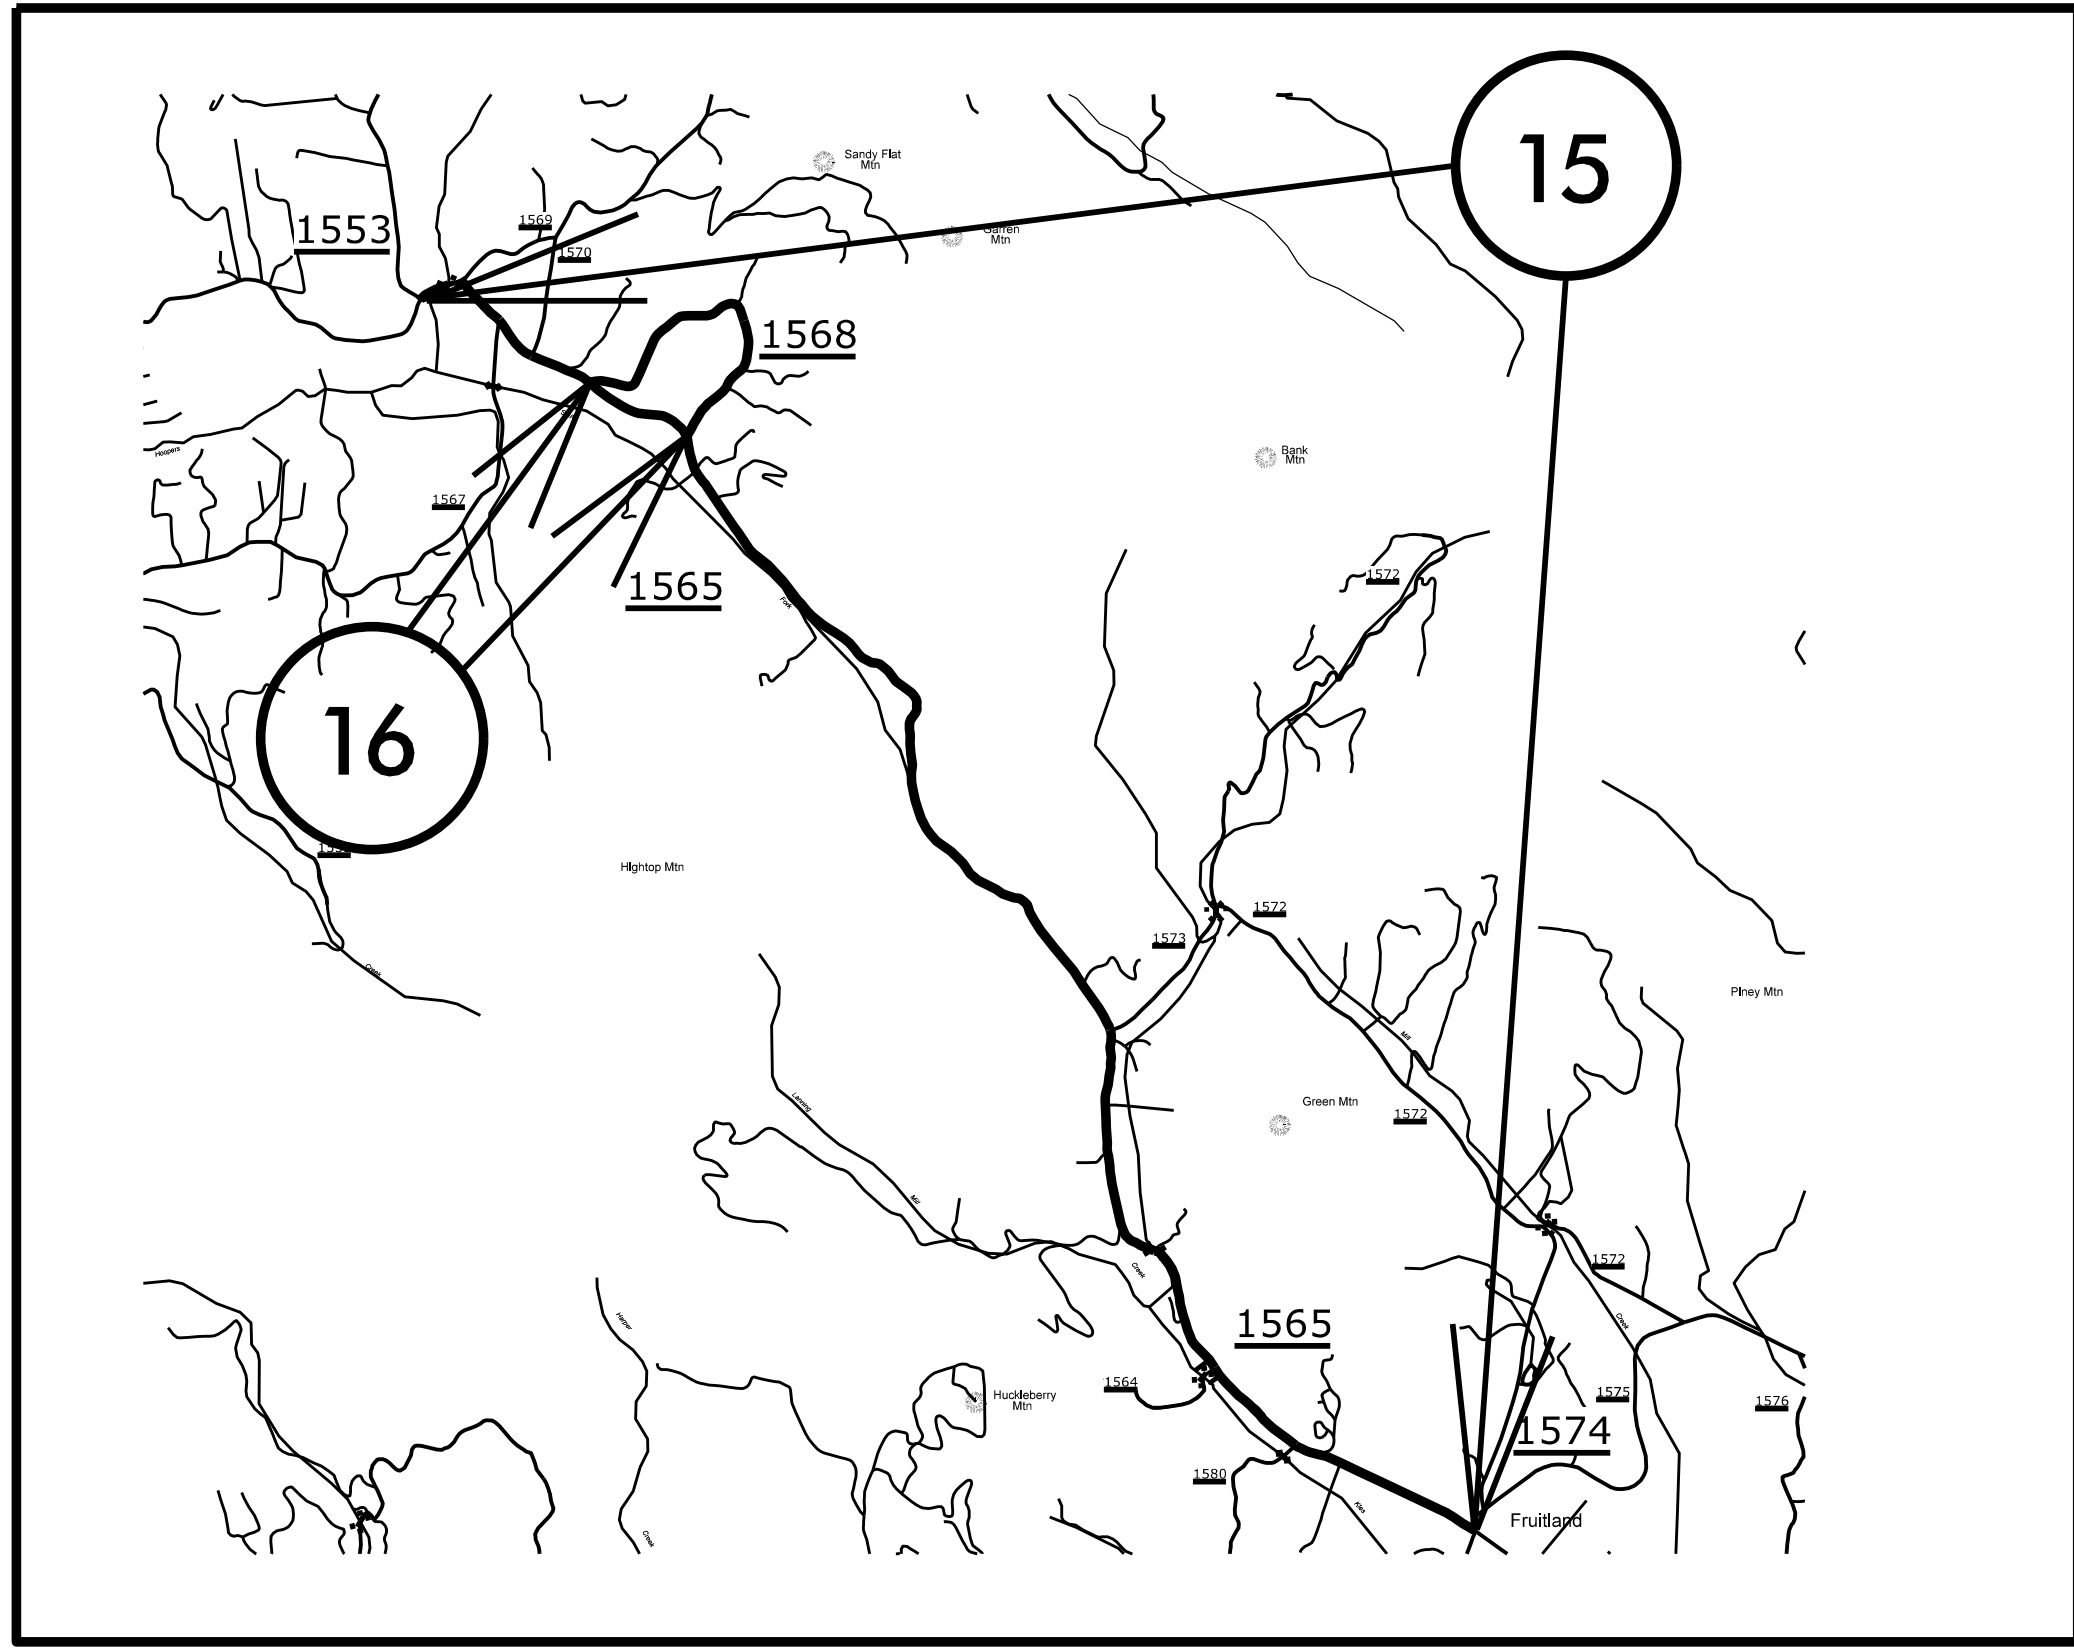 15
Sandy Flat
Mtn
1569
1553
Garren
Mtn
1570
1568
Hoopers
Bank
Mtn
1567
1572
1565
Fork
16
Hightop Mtn
1572
1573
Creek
Piney Mtn
Mill
Lanning
Green Mtn
1572
Mill
1572
Creek
Harper
1565
Creek
1564
Huckleberry
Mtn
1575
1576
1574
1580
Kies
Fruitland
Creek